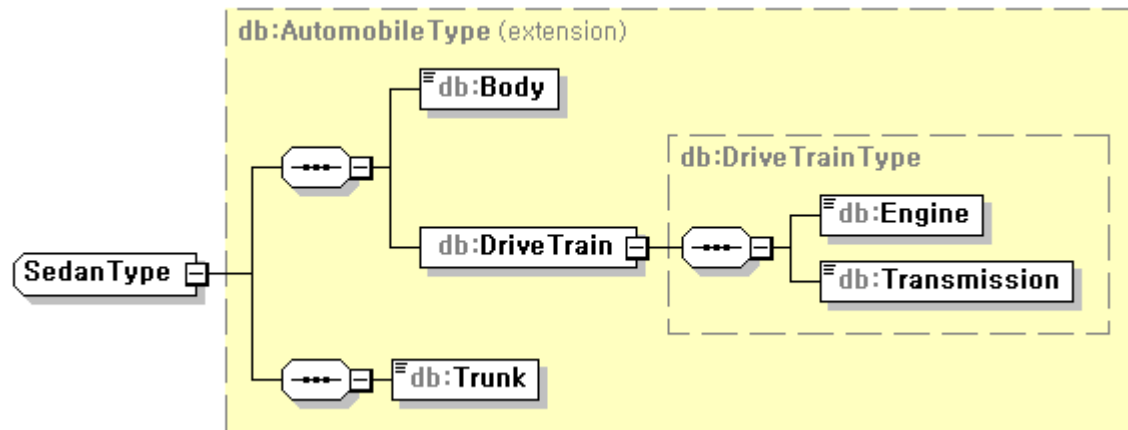 db:AutomobileType (extension)
db:Body
db:DriveTrainType
db:Engine
db:DriveTrain
SedanType
db:Transmission
db:Trunk